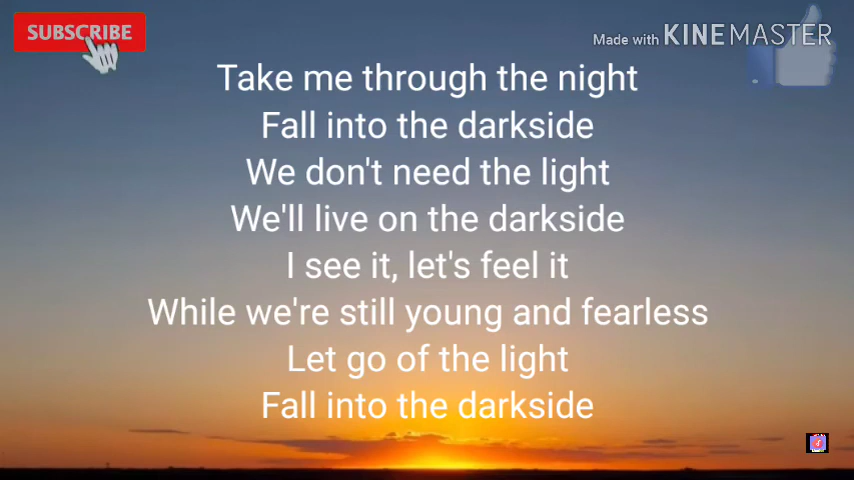 SUBSCRIBE
Made with KINEMASTER
Take me through the night
Fall into the darkside
We don't need the light
We'll live on the darkside
I see it, let's feel it
While we're still young and fearless
Let go of the light
Fall into the darkside